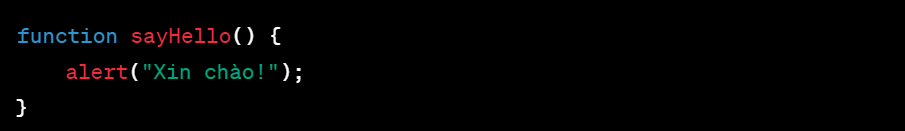 function sayHello() {
    alert("Xin chào!");
}